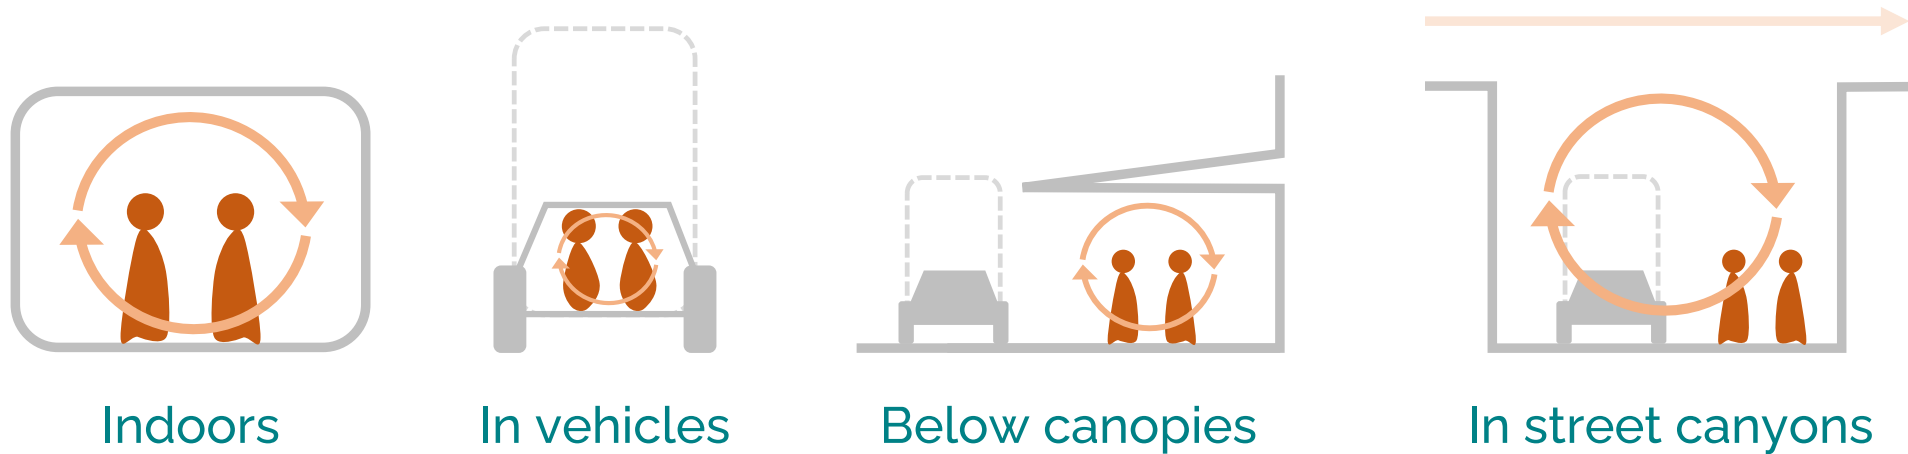 Indoors
In vehicles
Below canopies
In street canyons